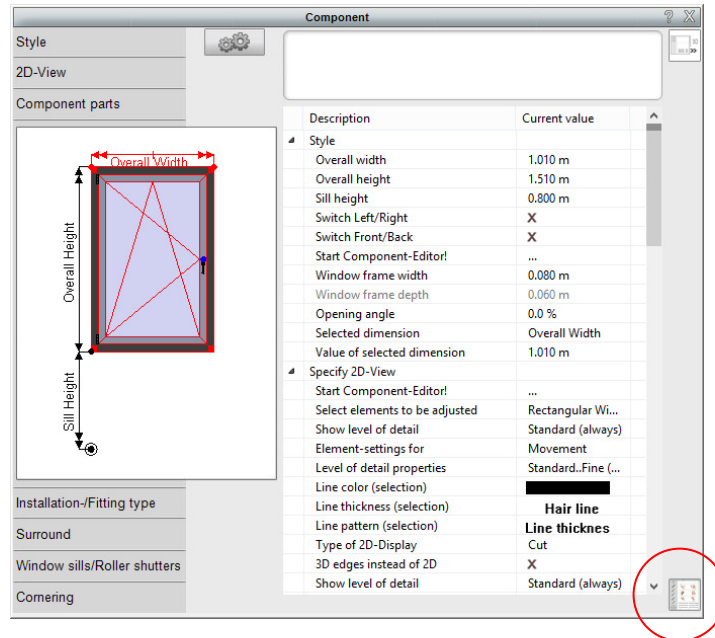 Component
Style
2D-View
Component parts
Overall Width
Overall Height
Sill Height
Installation-/Fitting type
Surround
Window sills/Roller shutters
Cornering
Description Current value
Style
Overall width 1.010 m
Overall height 1.510 m
Sill height 0.800 m
Switch Left/Right X
Switch Front/Back X
Start Component-Editor! ...
Window frame width 0.080 m
Window frame depth 0.060 m
Opening angle 0.0 %
Selected dimension Overall Width
Value of selected dimension 1.010 m
Specify 2D-View
Start Component-Editor! ...
Select elements to be adjusted Rectangular Wi...
Show level of detail Standard (always)
Element-settings for Movement
Level of detail properties Standard..Fine (...
Line color (selection)
Line thickness (selection) Hair line
Line pattern (selection) Line thicknes
Type of 2D-Display Cut
3D edges instead of 2D X
Show level of detail Standard (always)